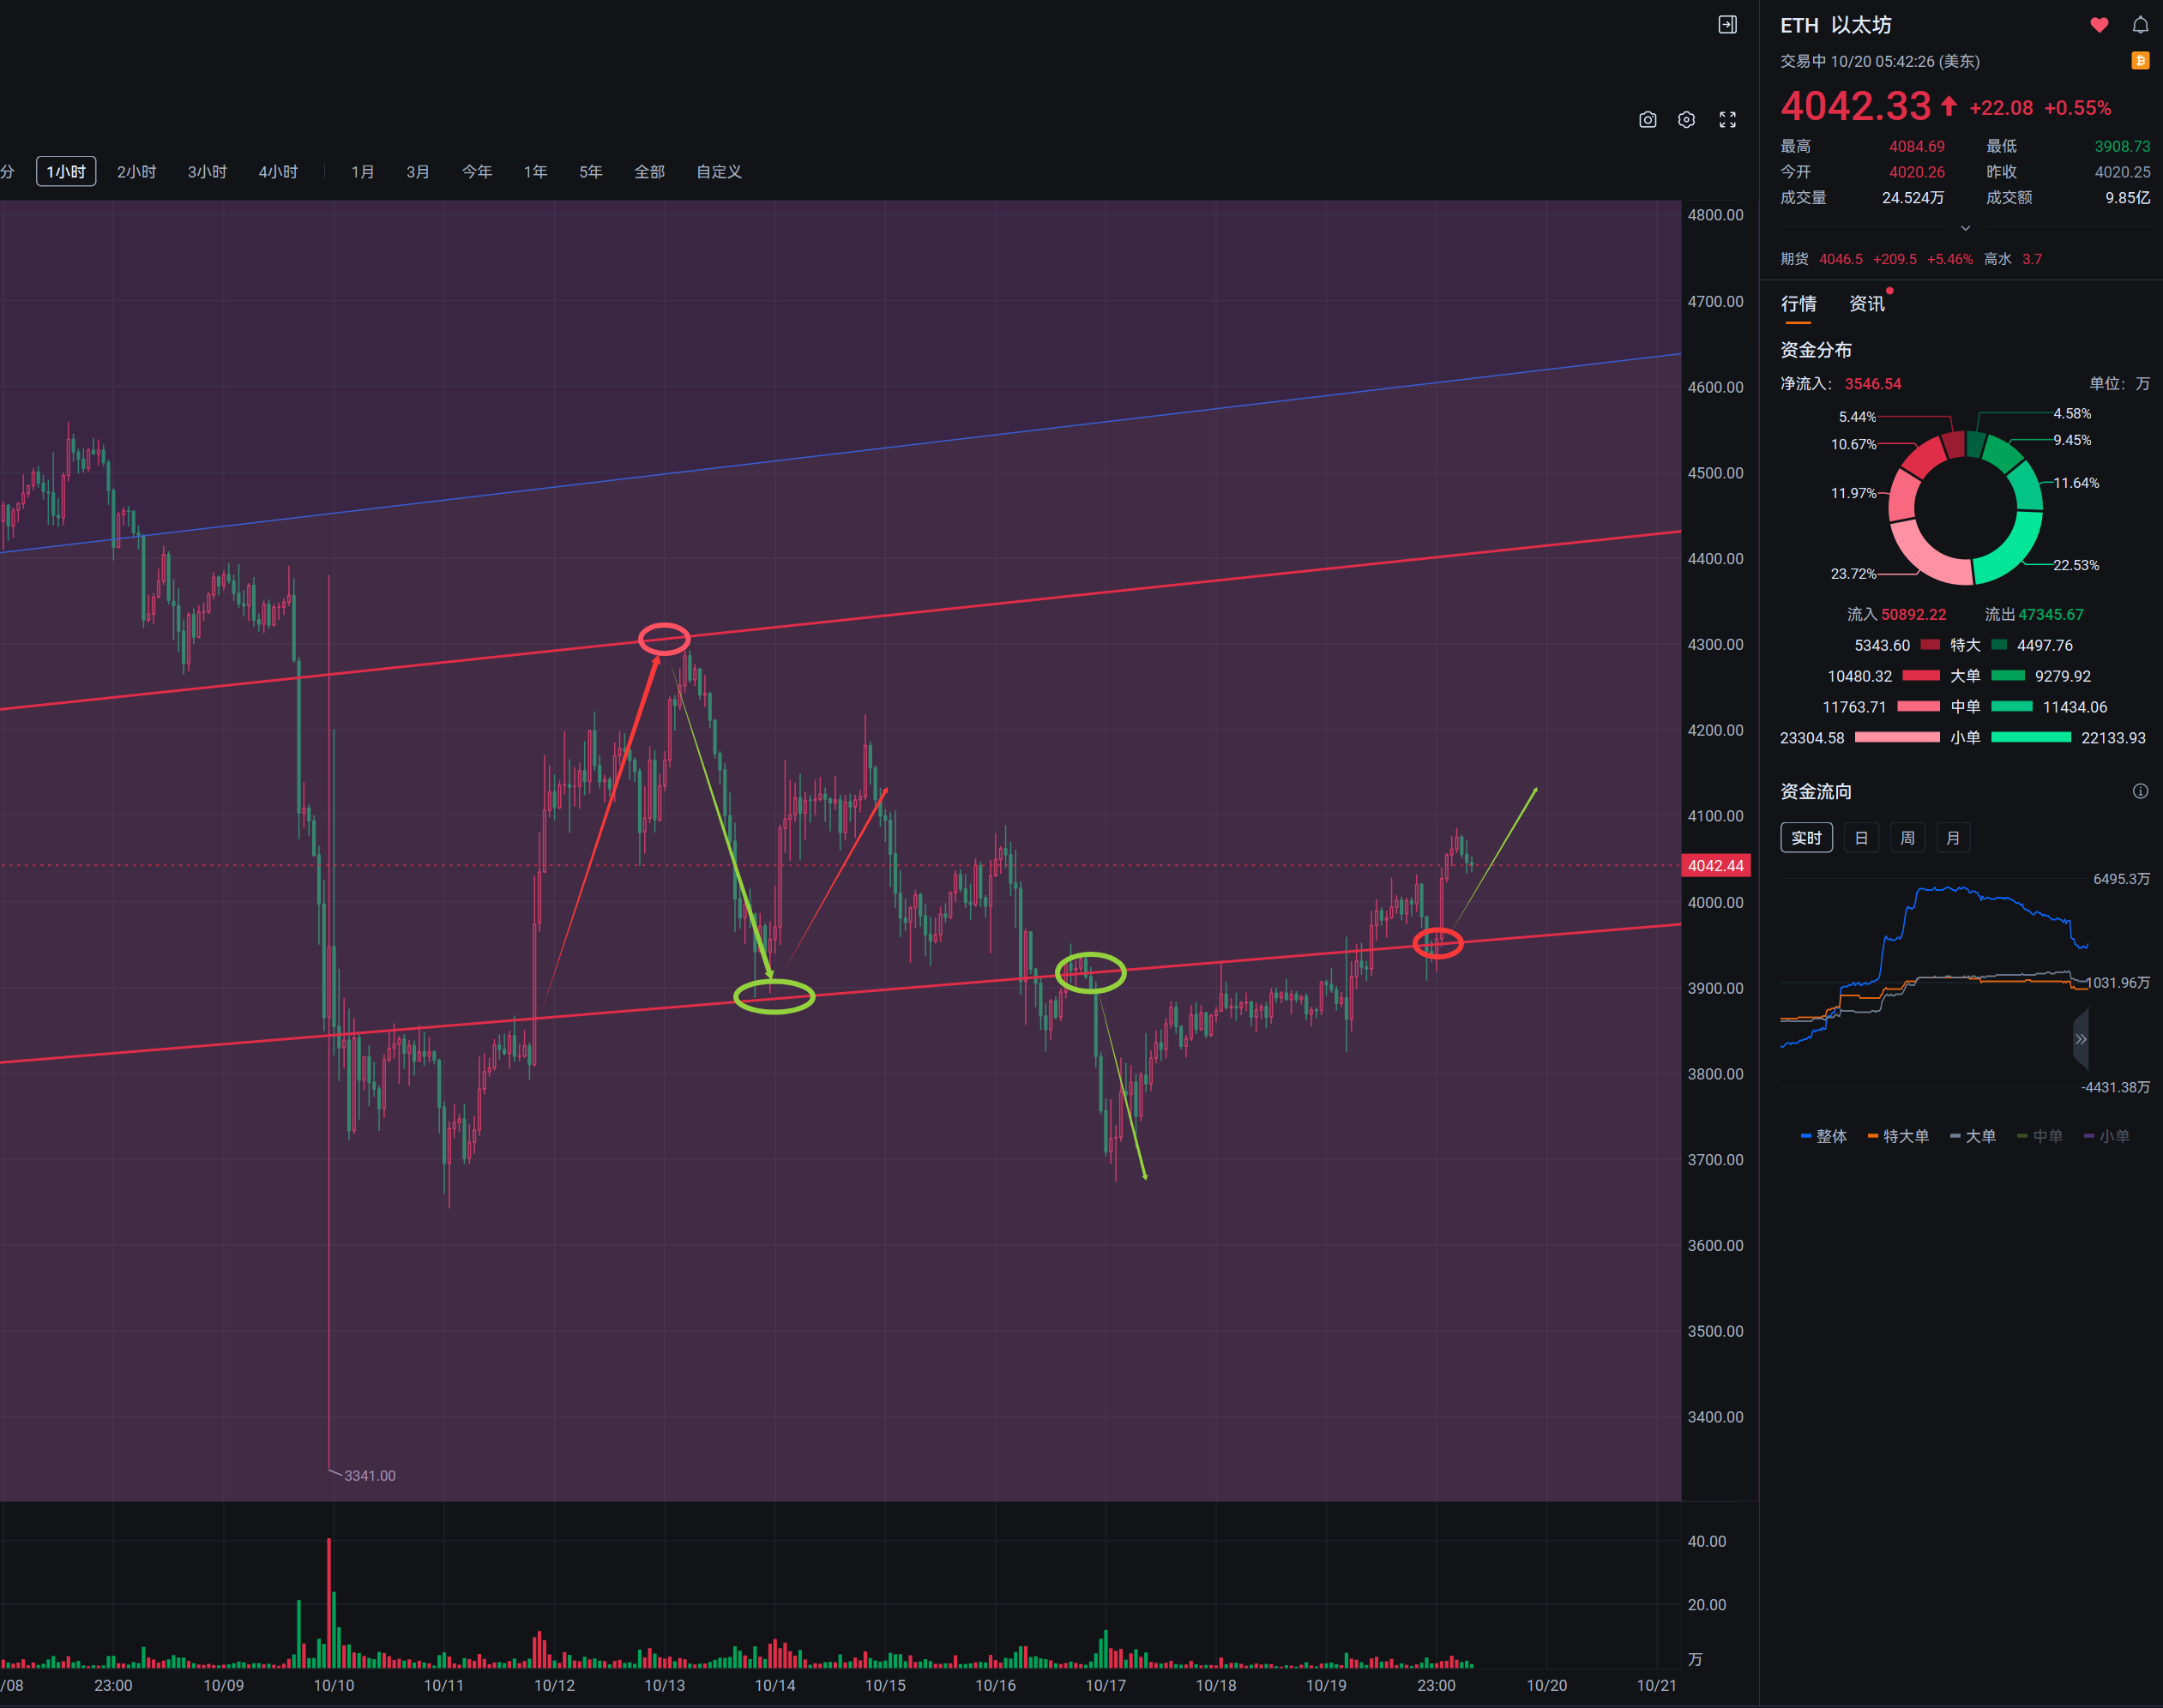 ETH 以太坊
交易中 10/20 05:42:26 (美东)
4042.33 +22.08 +0.55%
最高 4084.69 最低 3908.73
今开 4020.26 昨收 4020.25
成交量 24.524万 成交额 9.85亿
期货 4046.5 +209.5 +5.46% 高水 3.7
分 1小时 2小时 3小时 4小时 1月 3月 今年 1年 5年 全部 自定义
4800.00
4700.00
4600.00
4500.00
4400.00
4300.00
4200.00
4100.00
4042.44
4000.00
3900.00
3800.00
3700.00
3600.00
3500.00
3400.00
3341.00
40.00
20.00
万
/08 23:00 10/09 10/10 10/11 10/12 10/13 10/14 10/15 10/16 10/17 10/18 10/19 23:00 10/20 10/21
行情 资讯
资金分布
净流入： 3546.54 单位：万
5.44% 4.58%
10.67% 9.45%
11.97% 11.64%
23.72% 22.53%
流入 50892.22 流出 47345.67
5343.60 特大 4497.76
10480.32 大单 9279.92
11763.71 中单 11434.06
23304.58 小单 22133.93
资金流向
实时 日 周 月
6495.3万
1031.96万
-4431.38万
整体 特大单 大单 中单 小单